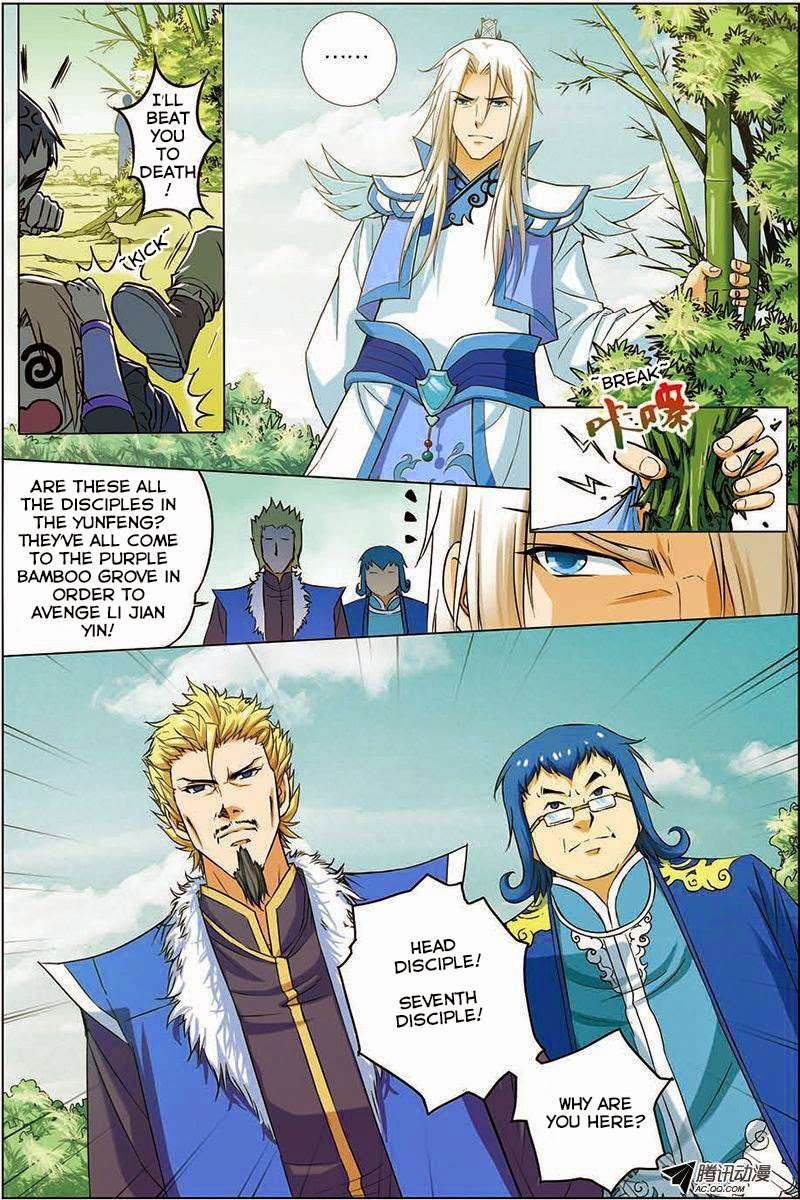 I'LL
BEAT
YOU
TO
DEATH
!
~KICK~
......
~BREAK~
咔嚓
ARE THESE ALL
THE DISCIPLES IN
THE YUNFENG?
THEYVE ALL COME
TO THE PURPLE
BAMBOO GROVE IN
ORDER TO
AVENGE LI JIAN
YIN!
HEAD
DISCIPLE!
SEVENTH
DISCIPLE!
WHY ARE
YOU HERE?
腾讯动漫
AC.QQ.COM